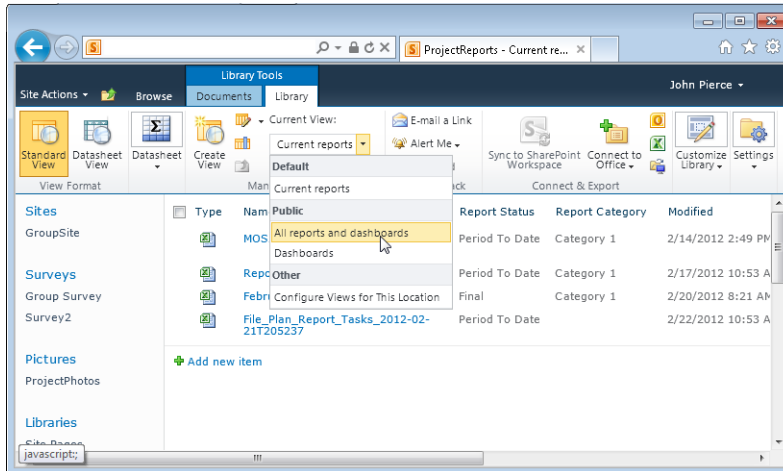 ProjectReports - Current re...
Library Tools
John Pierce
Site Actions
Browse
Documents
Library
Standard View
Datasheet View
Datasheet
Create View
Current View:
Current reports
E-mail a Link
Alert Me
Sync to SharePoint Workspace
Connect to Office
Customize Library
Settings
View Format
Connect & Export
Default
Current reports
Public
All reports and dashboards
Dashboards
Other
Configure Views for This Location
Sites
GroupSite
Surveys
Group Survey
Survey2
Pictures
ProjectPhotos
Libraries
Type
Report Status
Report Category
Modified
MOS
Period To Date
Category 1
2/14/2012 2:49 PM
Period To Date
Category 1
2/17/2012 10:53 A
Final
Category 1
2/20/2012 8:21 AM
File_Plan_Report_Tasks_2012-02-
21T205237
Period To Date
2/22/2012 10:53 A
Add new item
javascript:;